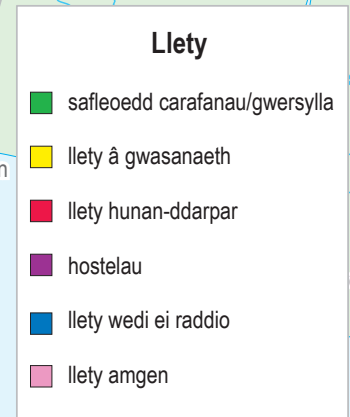 Llety
safleoedd carafanau/gwersylla
llety â gwasanaeth
llety hunan-ddarpar
hostelau
llety wedi ei raddio
llety amgen